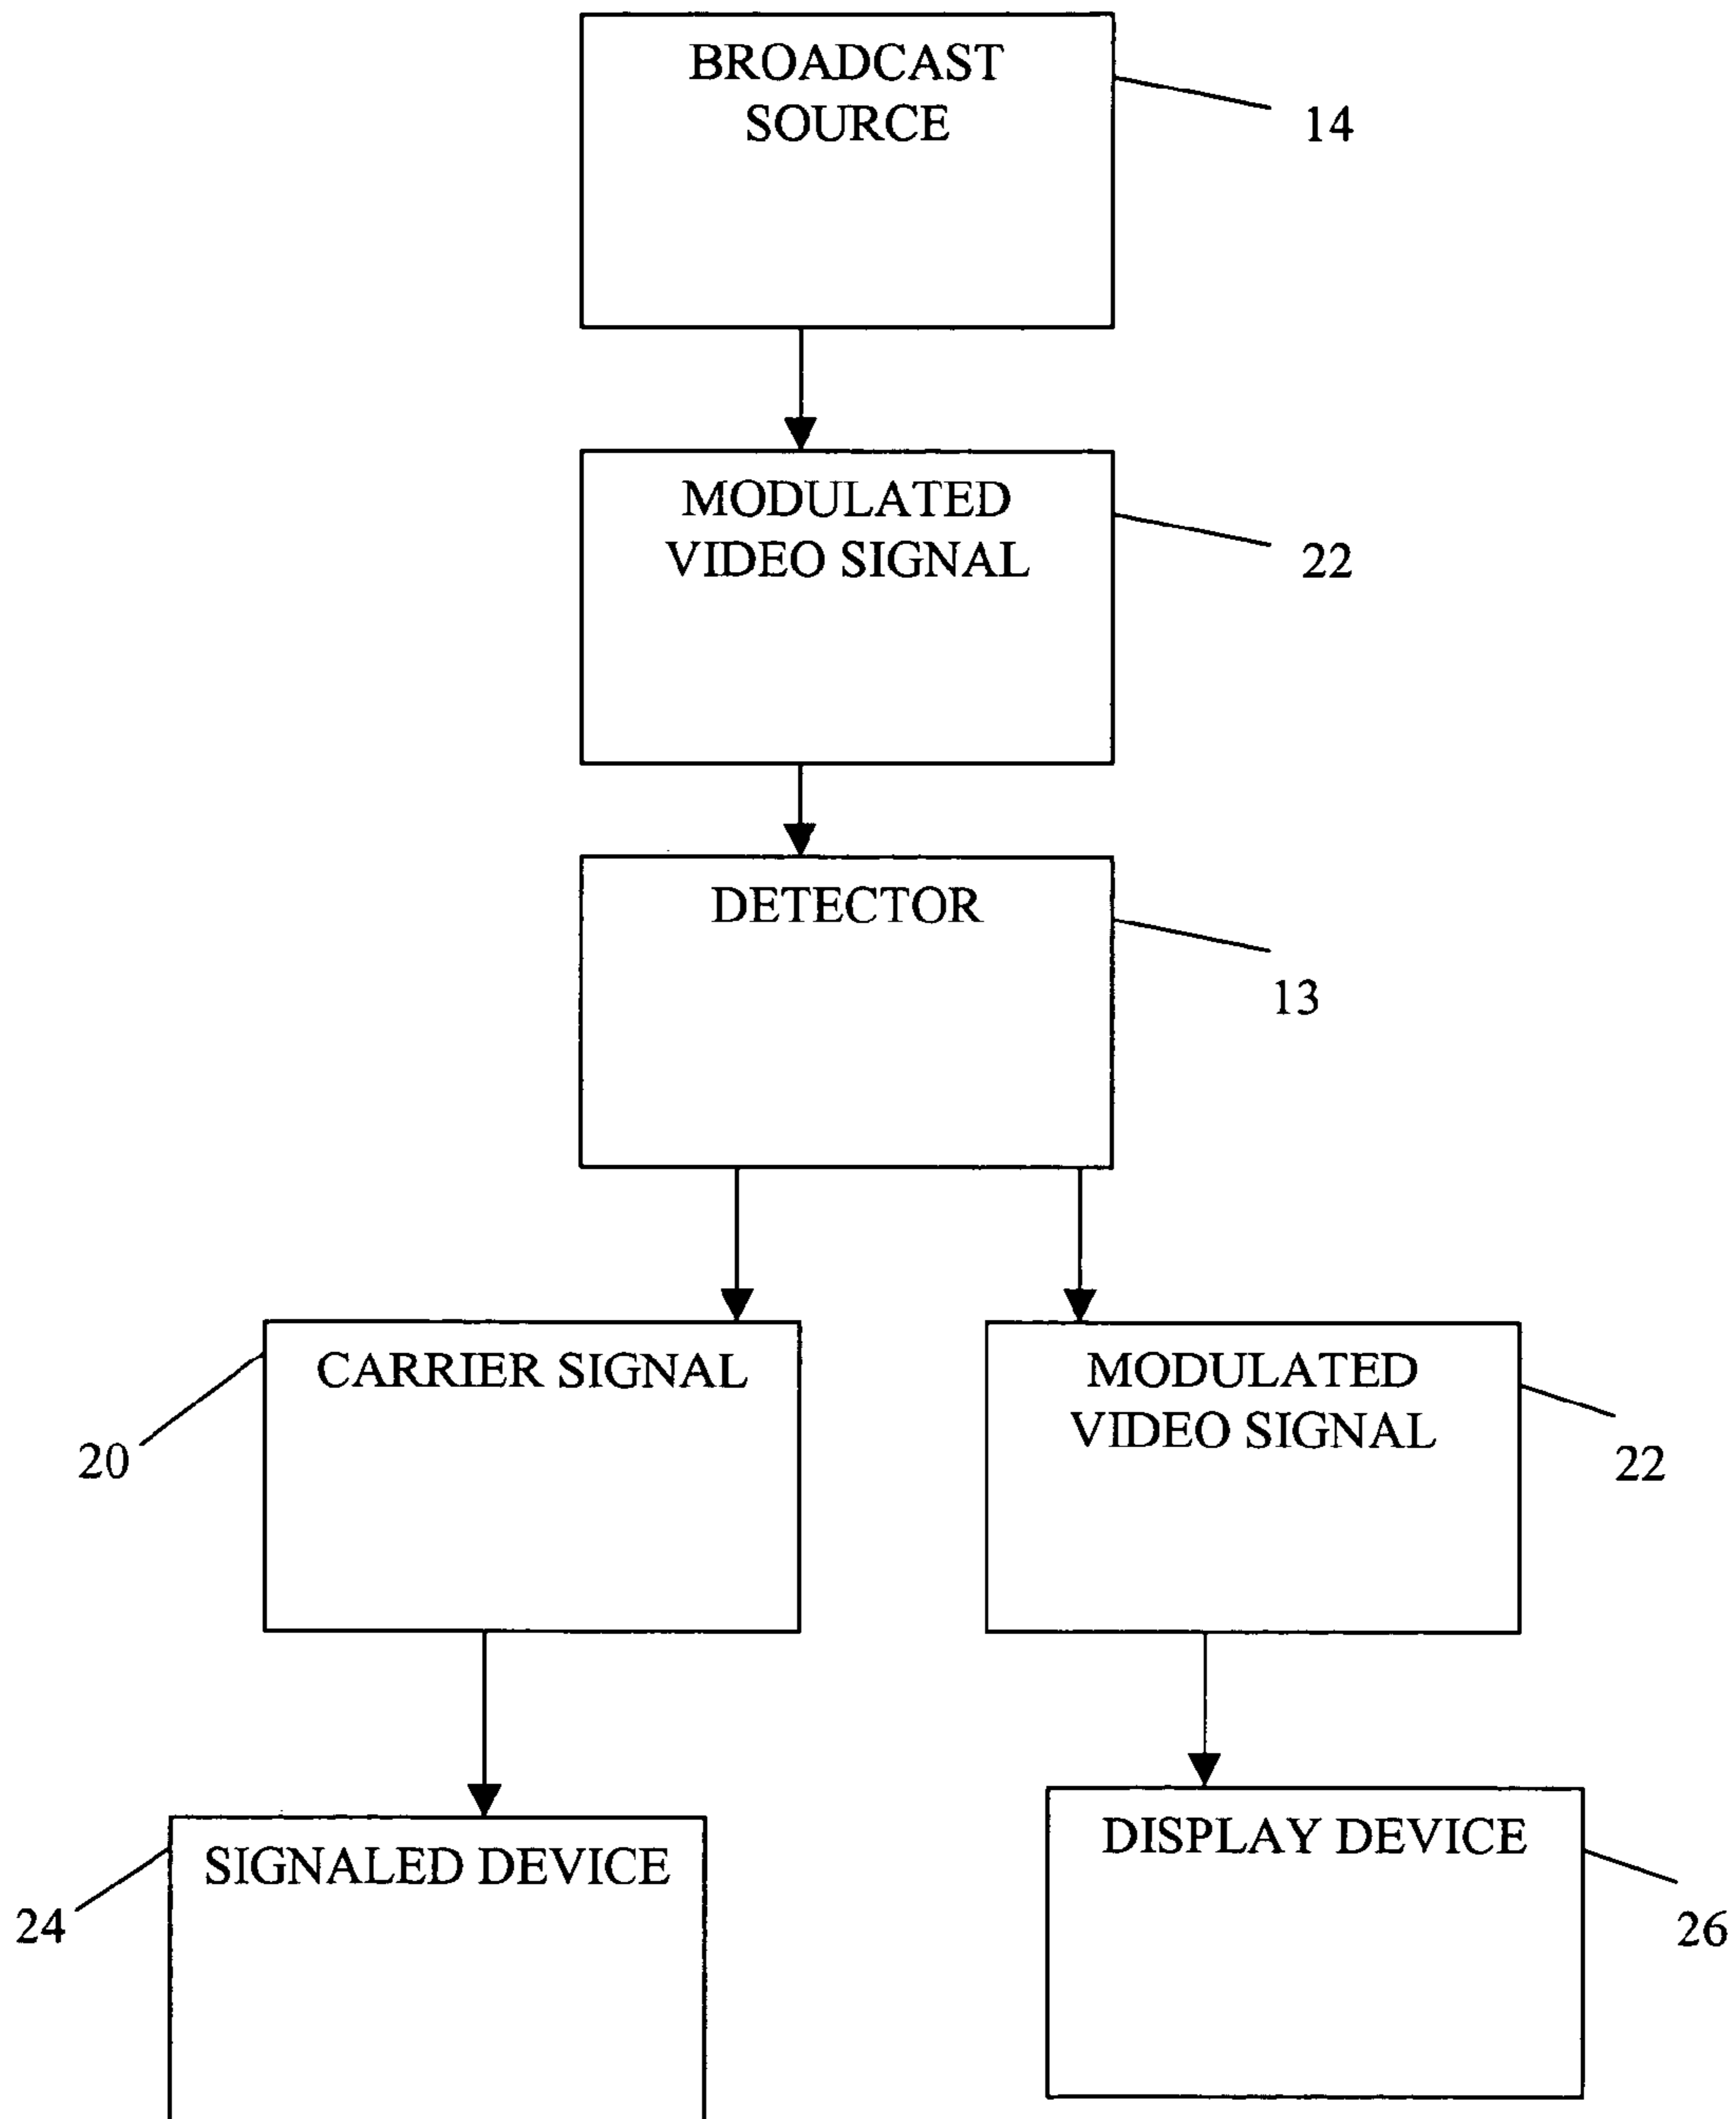 BROADCAST
SOURCE
14
MODULATED
VIDEO SIGNAL
22
DETECTOR
13
CARRIER SIGNAL
20
MODULATED
VIDEO SIGNAL
22
SIGNALED DEVICE
24
DISPLAY DEVICE
26